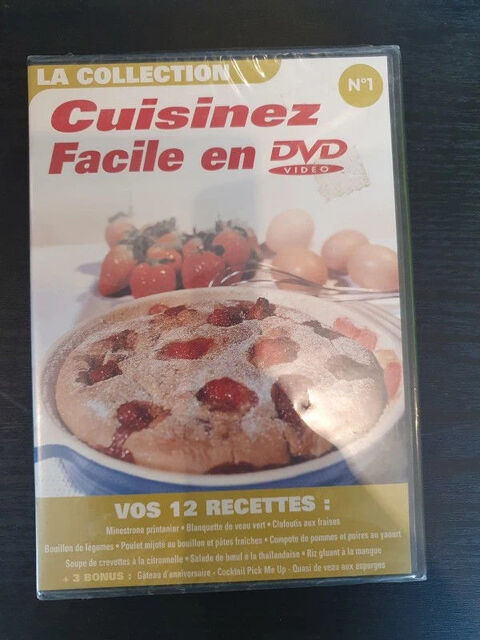 LA COLLECTION
N°1
Cuisinez
Facile en DVD
VIDEO
VOS 12 RECETTES :
Minestrone printanier • Blanquette de veau vert • Clafoutis aux fraises
Bouillon de légumes • Poulet mijoté au bouillon et pâtes fraîches • Compote de pommes et poires au yaourt
Soupe de crevettes à la citronnelle • Salade de bœuf à la thaïlandaise • Riz gluant à la mangue
+ 3 BONUS : Gâteau d'anniversaire - Cocktail Pick Me Up - Quasi de veau aux asperges